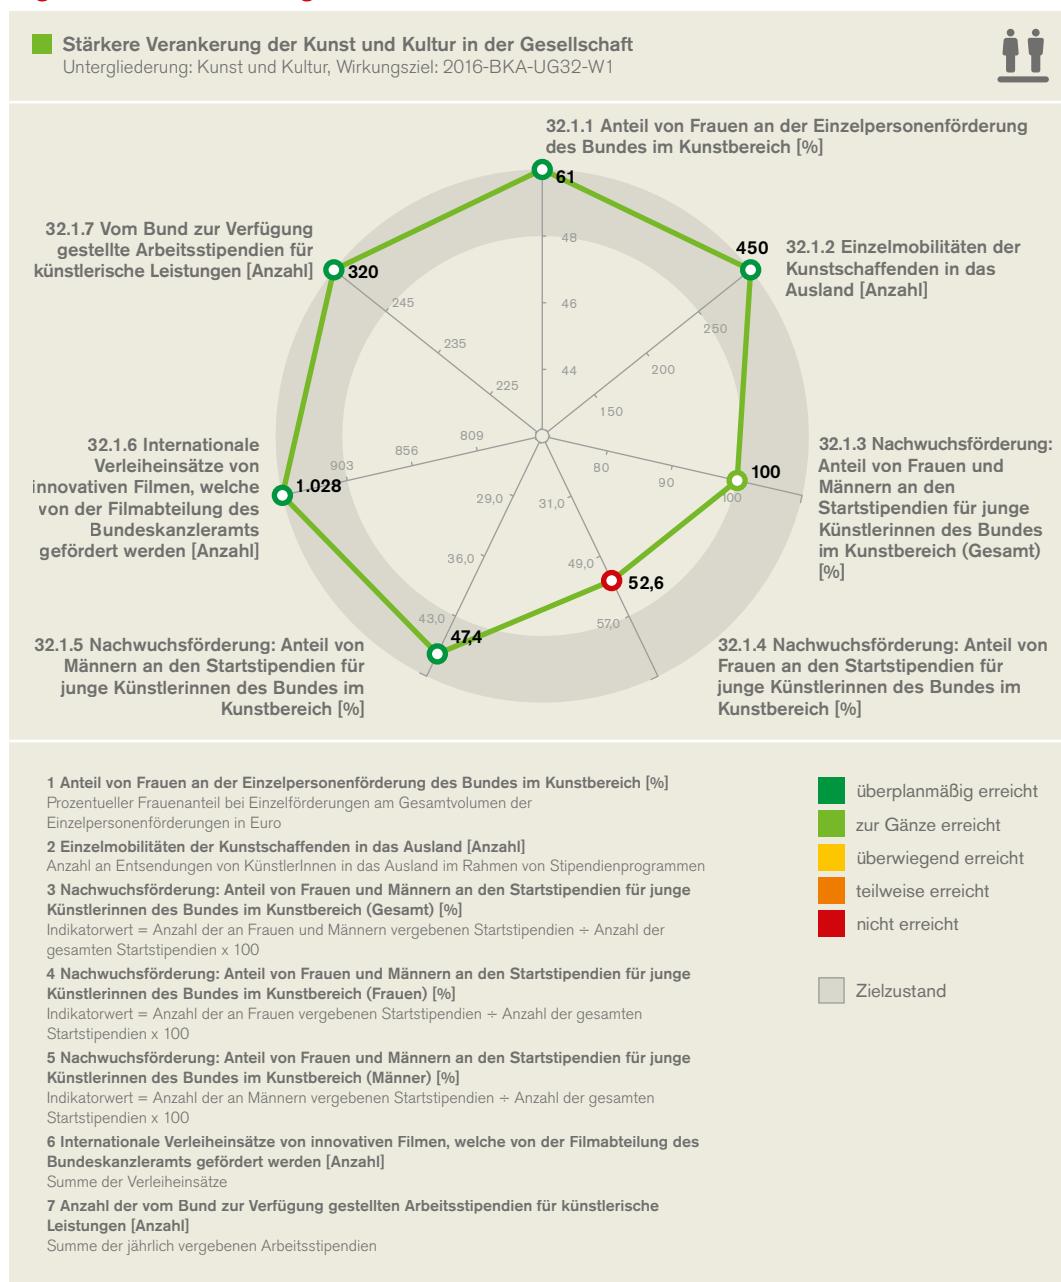 Stärkere Verankerung der Kunst und Kultur in der Gesellschaft
Untergliederung: Kunst und Kultur, Wirkungsziel: 2016-BKA-UG32-W1
32.1.1 Anteil von Frauen an der Einzelpersonenförderung
des Bundes im Kunstbereich [%]
61
48
46
44
32.1.2 Einzelmobilitäten der
Kunstschaffenden in das
Ausland [Anzahl]
450
250
200
150
32.1.3 Nachwuchsförderung:
Anteil von Frauen und
Männern an den
Startstipendien für junge
Künstlerinnen des Bundes
im Kunstbereich (Gesamt)
[%]
100
80
90
100
32.1.4 Nachwuchsförderung: Anteil von
Frauen an den Startstipendien für
junge Künstlerinnen des Bundes im
Kunstbereich [%]
52,6
31,0
49,0
57,0
32.1.5 Nachwuchsförderung: Anteil von
Männern an den Startstipendien für
junge Künstlerinnen des Bundes im
Kunstbereich [%]
47,4
29,0
36,0
43,0
32.1.6 Internationale
Verleiheinsätze von
innovativen Filmen, welche
von der Filmabteilung des
Bundeskanzleramts
gefördert werden [Anzahl]
1.028
903
856
809
32.1.7 Vom Bund zur Verfügung
gestellte Arbeitsstipendien für
künstlerische Leistungen [Anzahl]
320
245
235
225
1 Anteil von Frauen an der Einzelpersonenförderung des Bundes im Kunstbereich [%]
Prozentueller Frauenanteil bei Einzelförderungen am Gesamtvolumen der
Einzelpersonenförderungen in Euro
2 Einzelmobilitäten der Kunstschaffenden in das Ausland [Anzahl]
Anzahl an Entsendungen von KünstlerInnen in das Ausland im Rahmen von Stipendienprogrammen
3 Nachwuchsförderung: Anteil von Frauen und Männern an den Startstipendien für junge
Künstlerinnen des Bundes im Kunstbereich (Gesamt) [%]
Indikatorwert = Anzahl der an Frauen und Männern vergebenen Startstipendien ÷ Anzahl der
gesamten Startstipendien x 100
4 Nachwuchsförderung: Anteil von Frauen und Männern an den Startstipendien für junge
Künstlerinnen des Bundes im Kunstbereich (Frauen) [%]
Indikatorwert = Anzahl der an Frauen vergebenen Startstipendien ÷ Anzahl der gesamten
Startstipendien x 100
5 Nachwuchsförderung: Anteil von Frauen und Männern an den Startstipendien für junge
Künstlerinnen des Bundes im Kunstbereich (Männer) [%]
Indikatorwert = Anzahl der an Männern vergebenen Startstipendien ÷ Anzahl der gesamten
Startstipendien x 100
6 Internationale Verleiheinsätze von innovativen Filmen, welche von der Filmabteilung des
Bundeskanzleramts gefördert werden [Anzahl]
Summe der Verleiheinsätze
7 Anzahl der vom Bund zur Verfügung gestellten Arbeitsstipendien für künstlerische
Leistungen [Anzahl]
Summe der jährlich vergebenen Arbeitsstipendien
überplanmäßig erreicht
zur Gänze erreicht
überwiegend erreicht
teilweise erreicht
nicht erreicht
Zielzustand